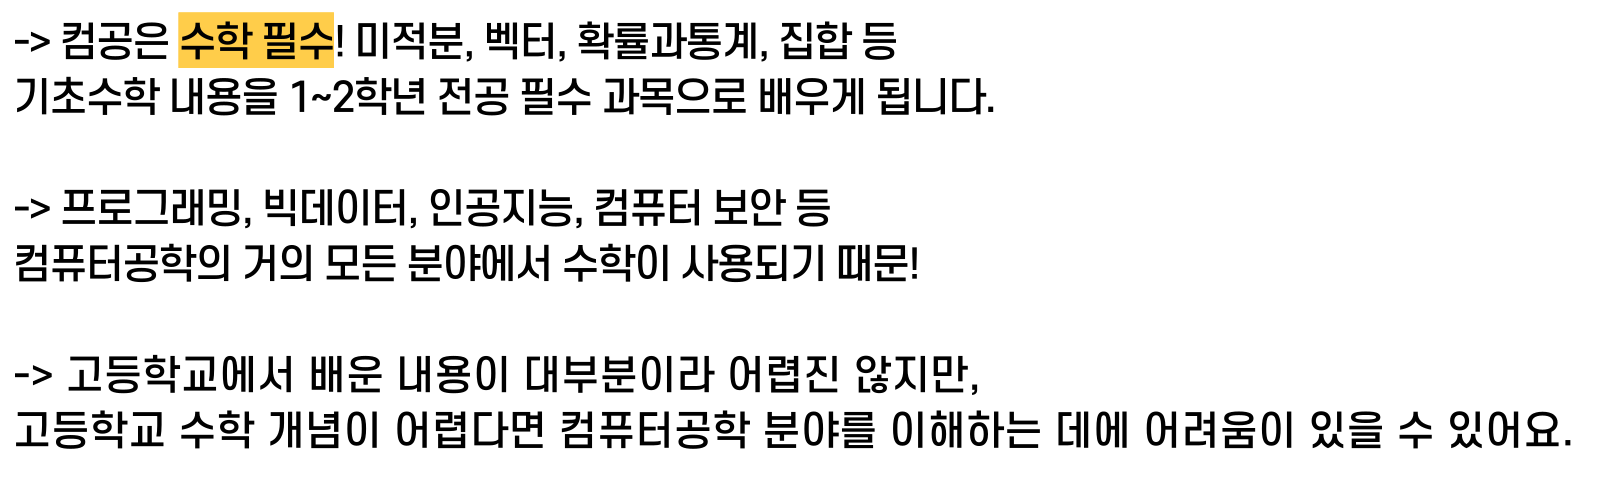 -> 컴공은 수학 필수! 미적분, 벡터, 확률과통계, 집합 등
기초수학 내용을 1~2학년 전공 필수 과목으로 배우게 됩니다.
-> 프로그래밍, 빅데이터, 인공지능, 컴퓨터 보안 등
컴퓨터공학의 거의 모든 분야에서 수학이 사용되기 때문!
-> 고등학교에서 배운 내용이 대부분이라 어렵진 않지만,
고등학교 수학 개념이 어렵다면 컴퓨터공학 분야를 이해하는 데에 어려움이 있을 수 있어요.